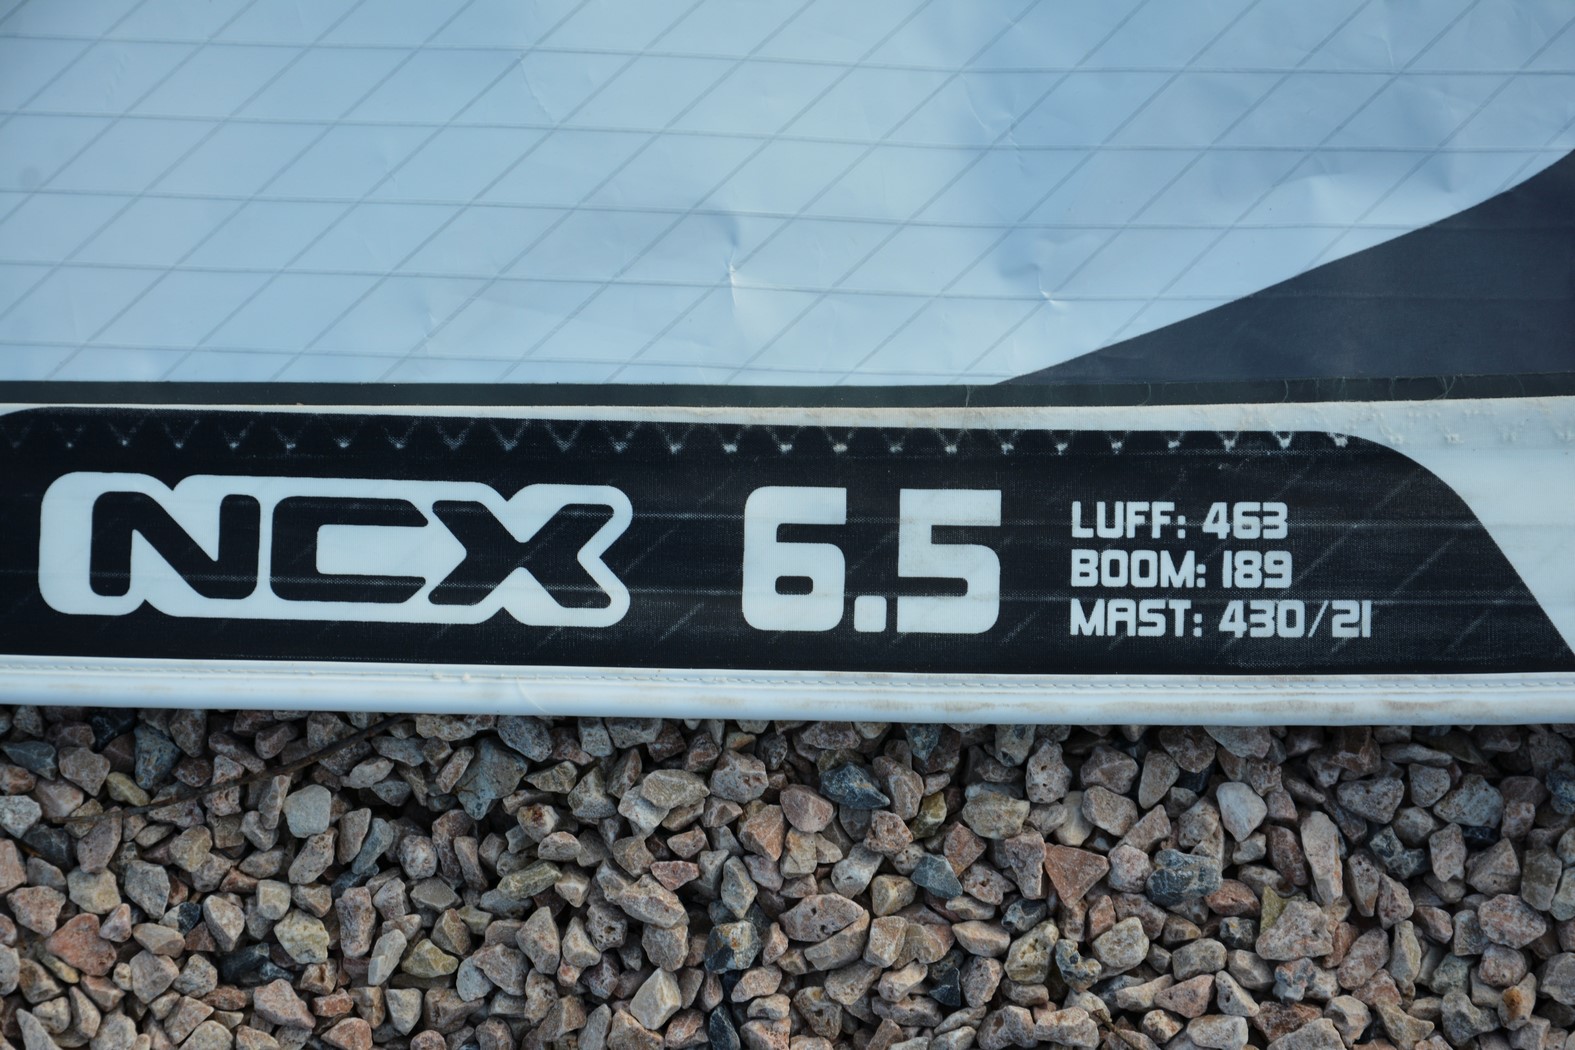 NCX 6.5
LUFF: 463
BOOM: 189
MAST: 430/21